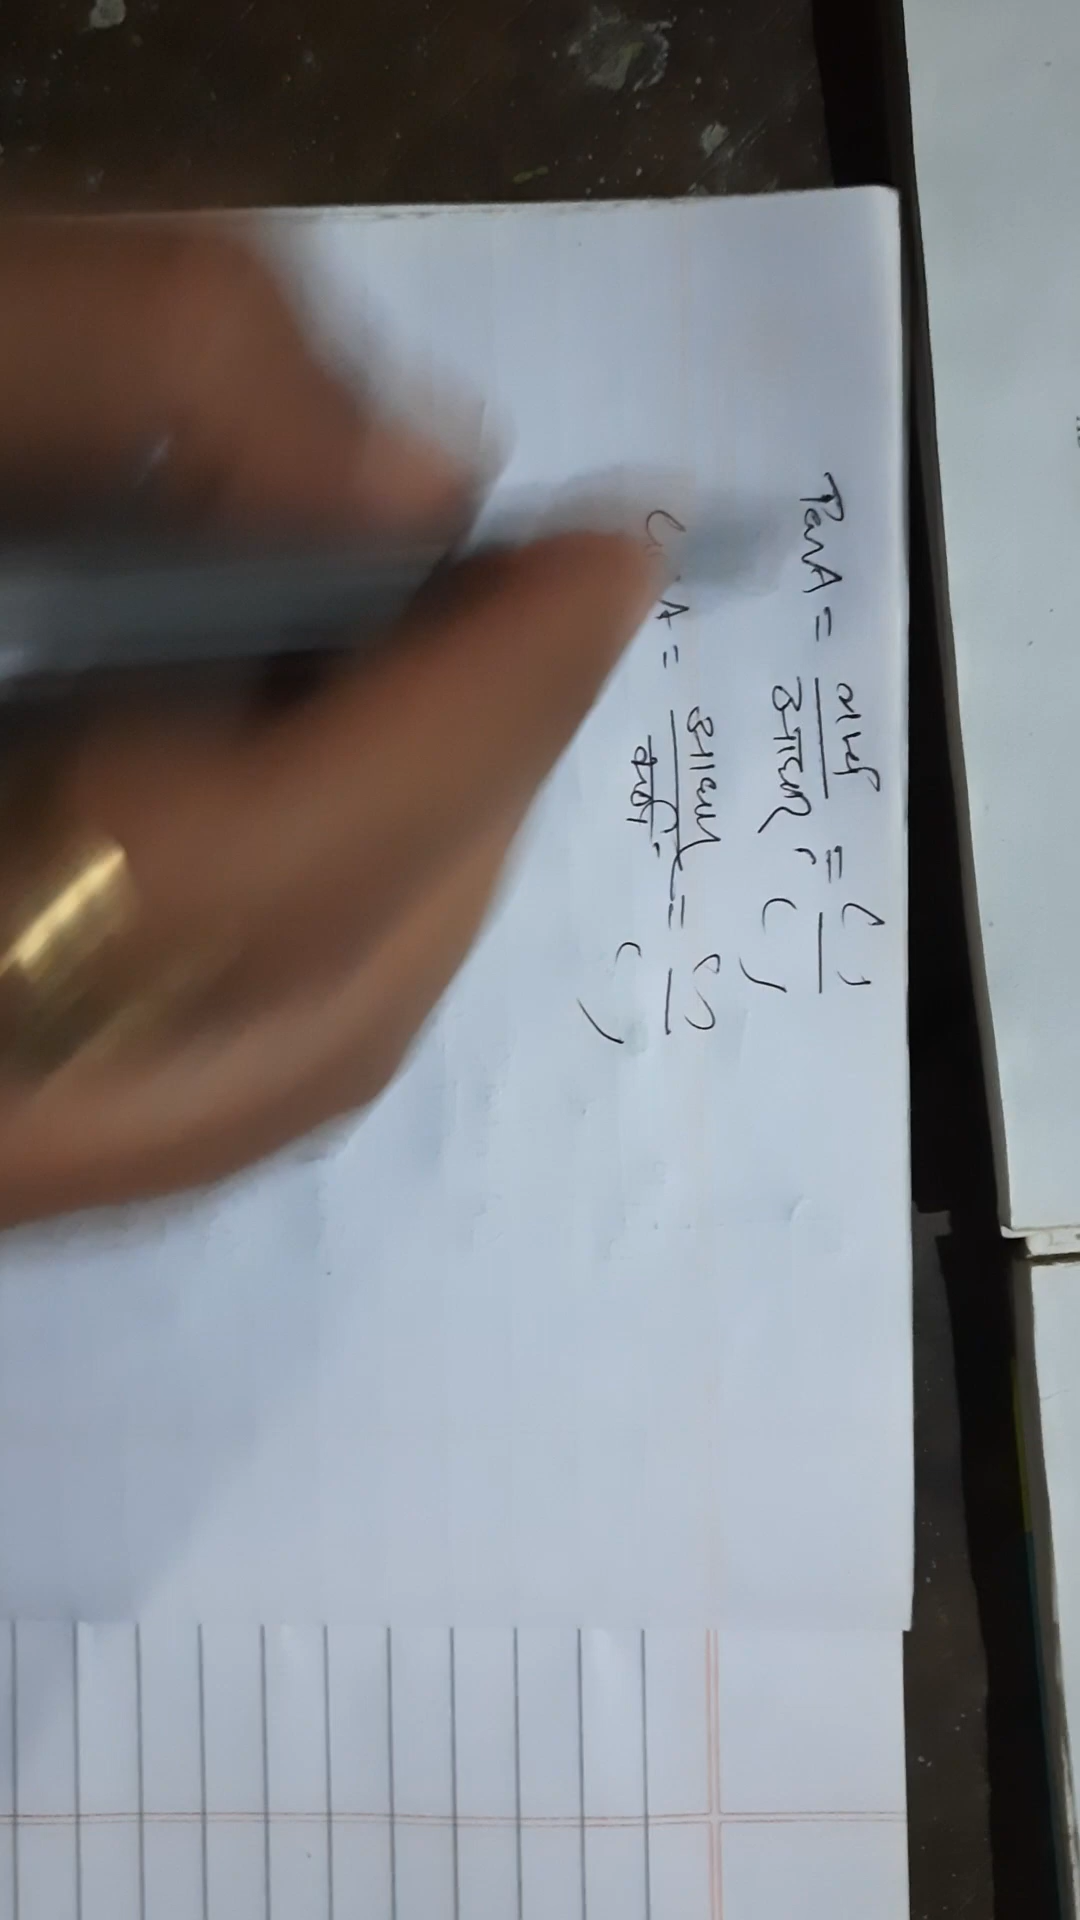 TanA = लम्ब / आधार = ( ) / ( )
A = आधार / कर्ण = ( ) / ( )